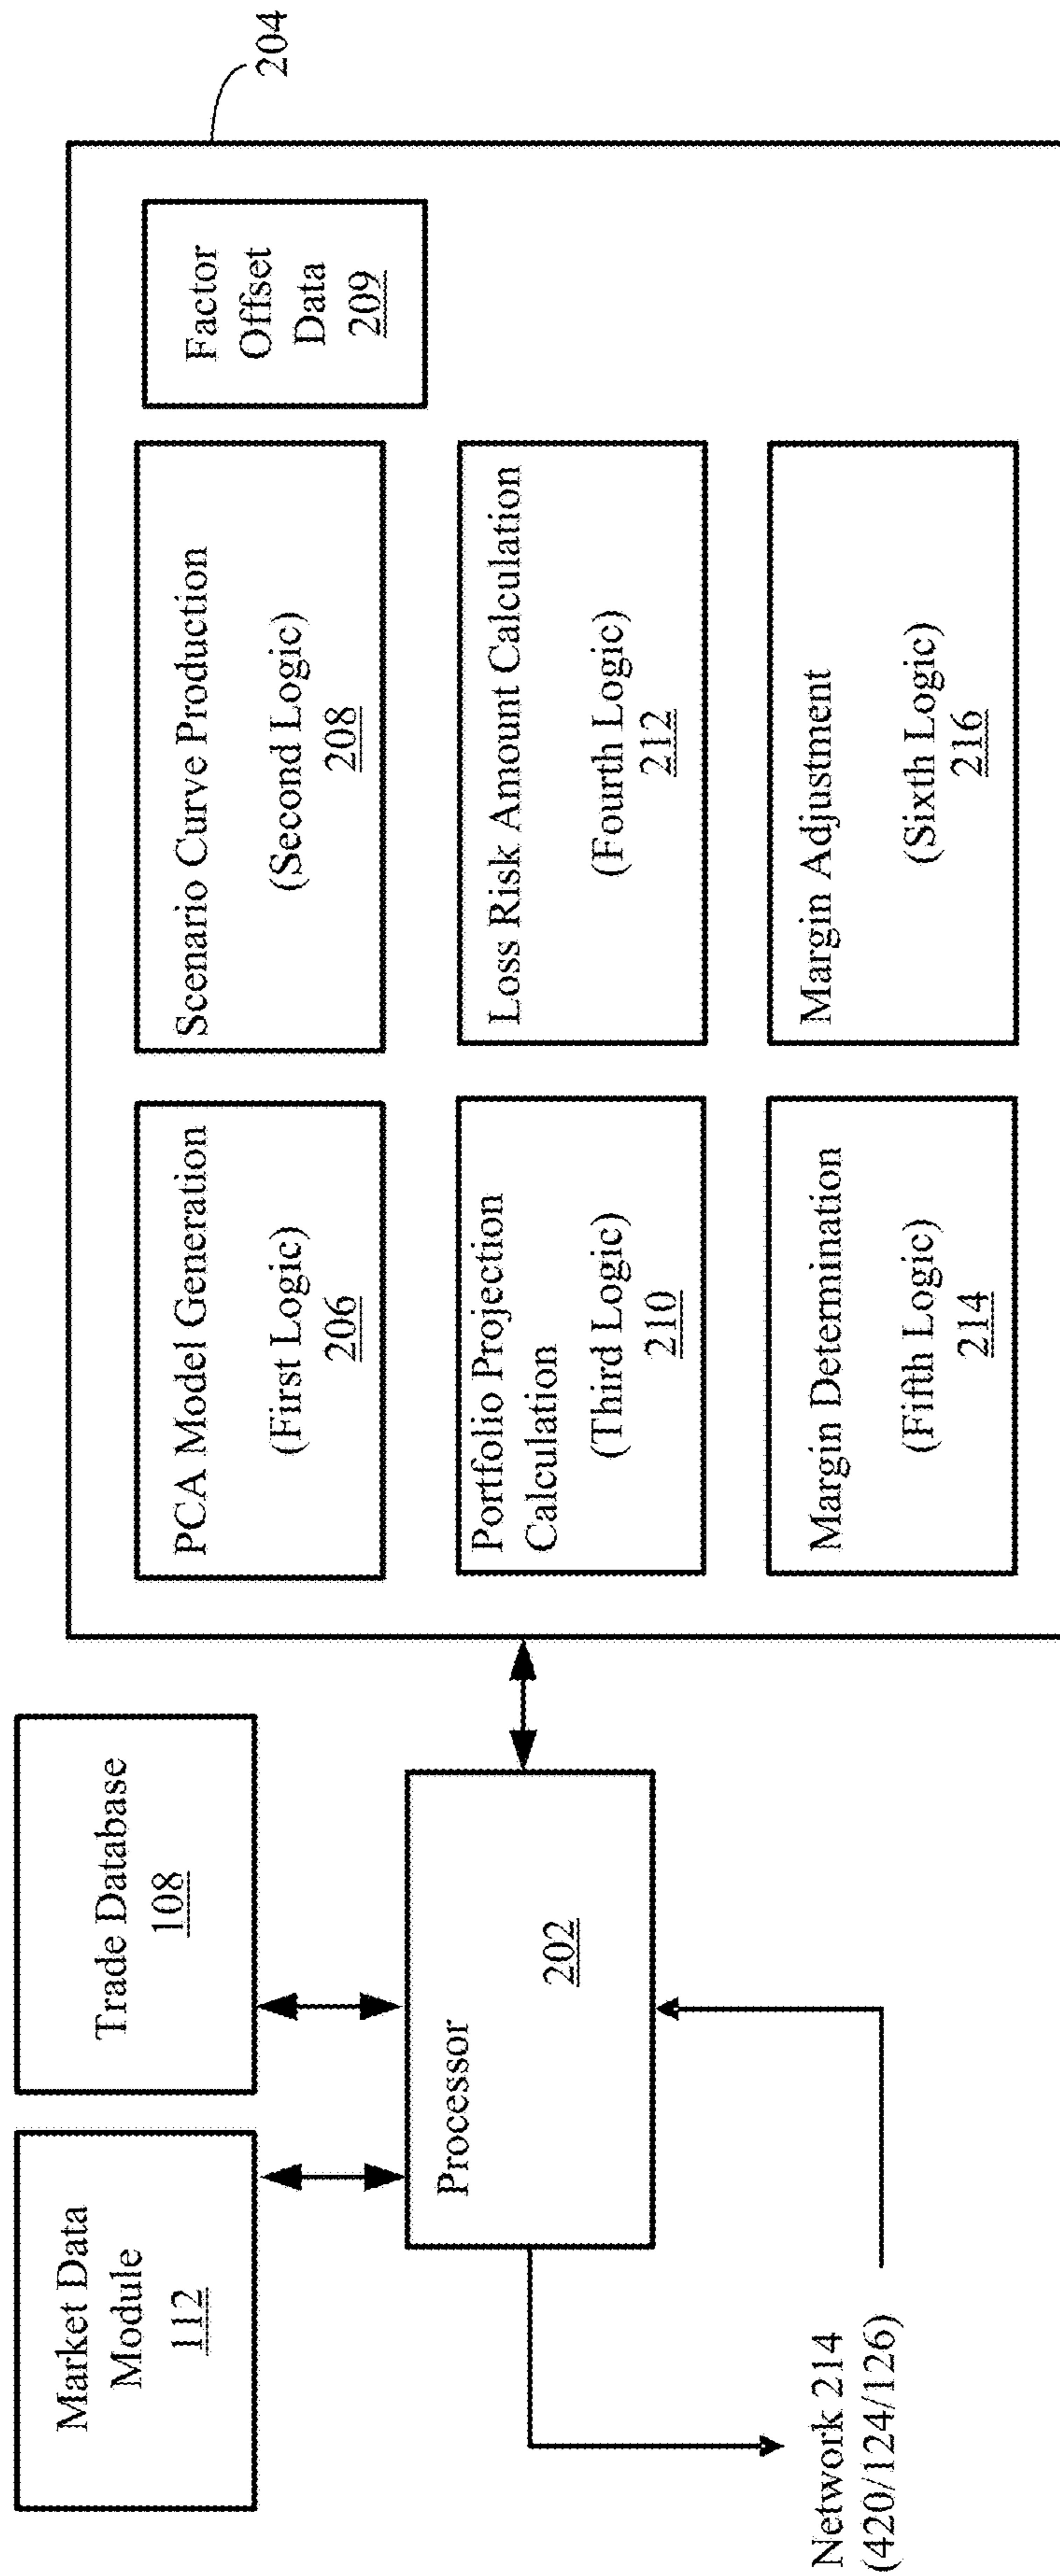 Market Data
Module
112
Trade Database
108
Processor
202
Network 214
(420/124/126)
204
PCA Model Generation
(First Logic)
206
Scenario Curve Production
(Second Logic)
208
Factor
Offset
Data
209
Portfolio Projection
Calculation
(Third Logic)
210
Loss Risk Amount Calculation
(Fourth Logic)
212
Margin Determination
(Fifth Logic)
214
Margin Adjustment
(Sixth Logic)
216